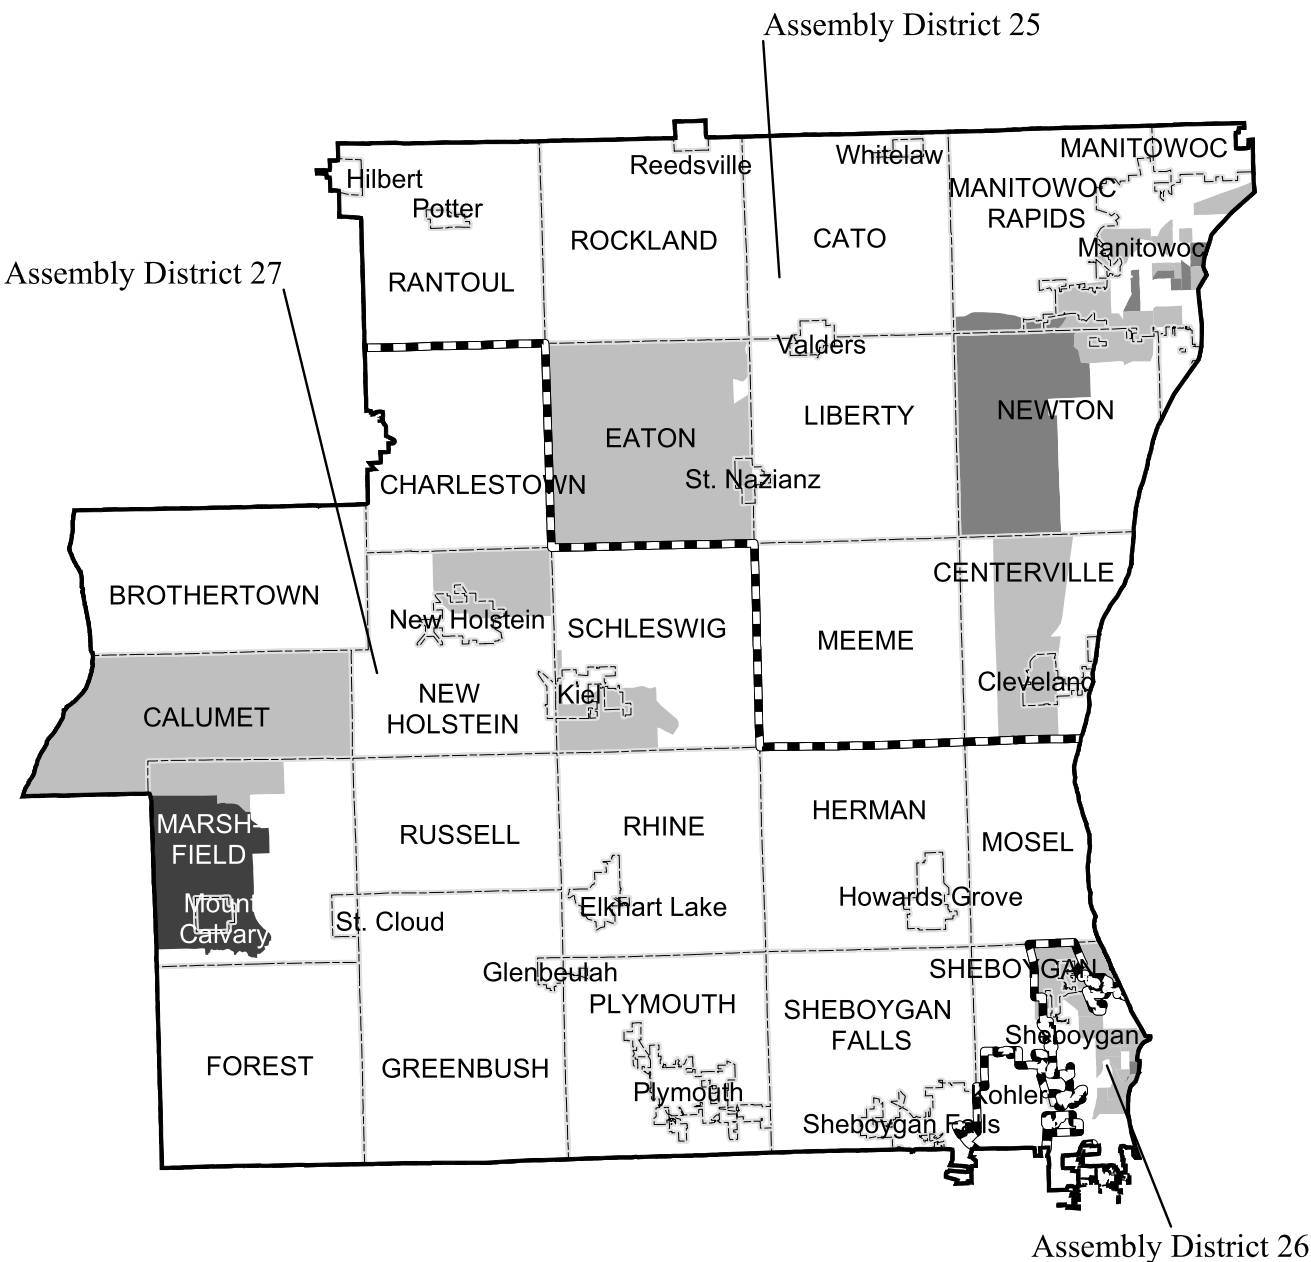 Assembly District 25
MANITOWOC
Whitelaw
Reedsville
Hilbert
MANITOWOC
RAPIDS
Potter
ROCKLAND
CATO
Manitowoc
Assembly District 27
RANTOUL
Valders
NEWTON
LIBERTY
EATON
St. Nazianz
CHARLESTOWN
CENTERVILLE
BROTHERTOWN
New Holstein
SCHLESWIG
MEEME
Cleveland
NEW
HOLSTEIN
Kiel
CALUMET
HERMAN
MARSH-
FIELD
RUSSELL
RHINE
MOSEL
Howards Grove
Mount
Calvary
St. Cloud
Elkhart Lake
Glenbeulah
SHEBOYGAN
PLYMOUTH
SHEBOYGAN
FALLS
Sheboygan
FOREST
GREENBUSH
Plymouth
Kohler
Sheboygan Falls
Assembly District 26